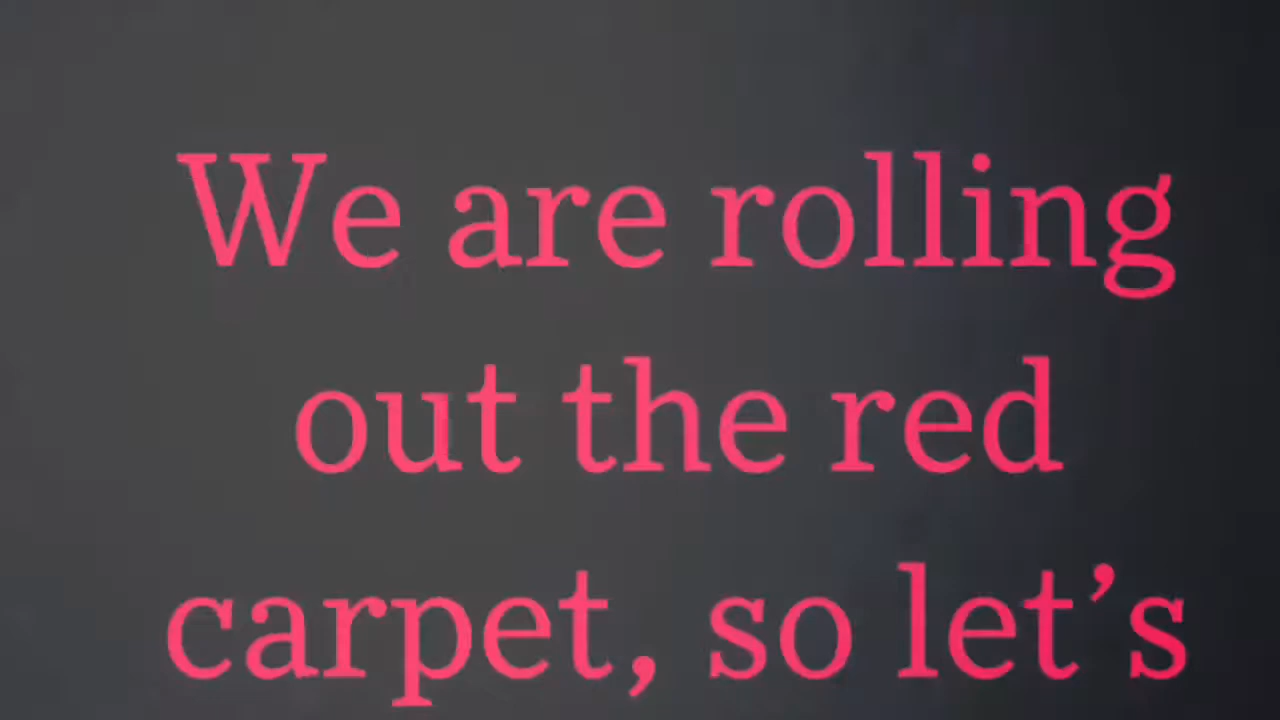 We are rolling
out the red
carpet, so let’s